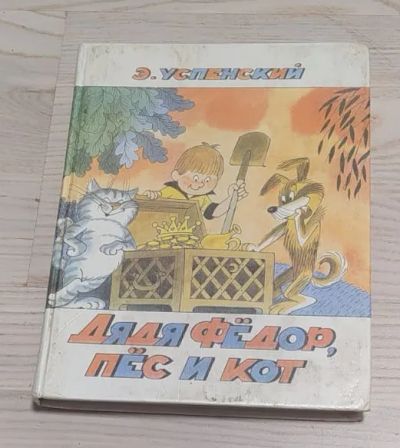 Э. УСПЕНСКИЙ
ДЯДЯ ФЁДОР,
ПЁС И КОТ